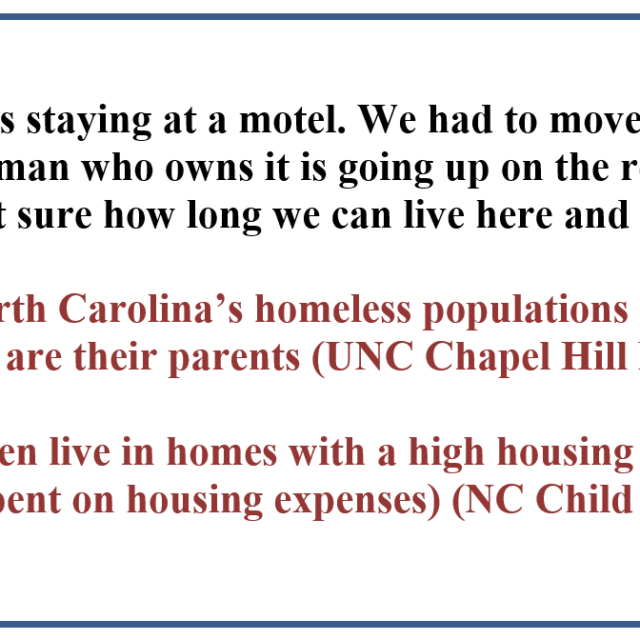 s staying at a motel. We had to move
man who owns it is going up on the r
t sure how long we can live here and
rth Carolina’s homeless populations
are their parents (UNC Chapel Hill
en live in homes with a high housing
pent on housing expenses) (NC Child